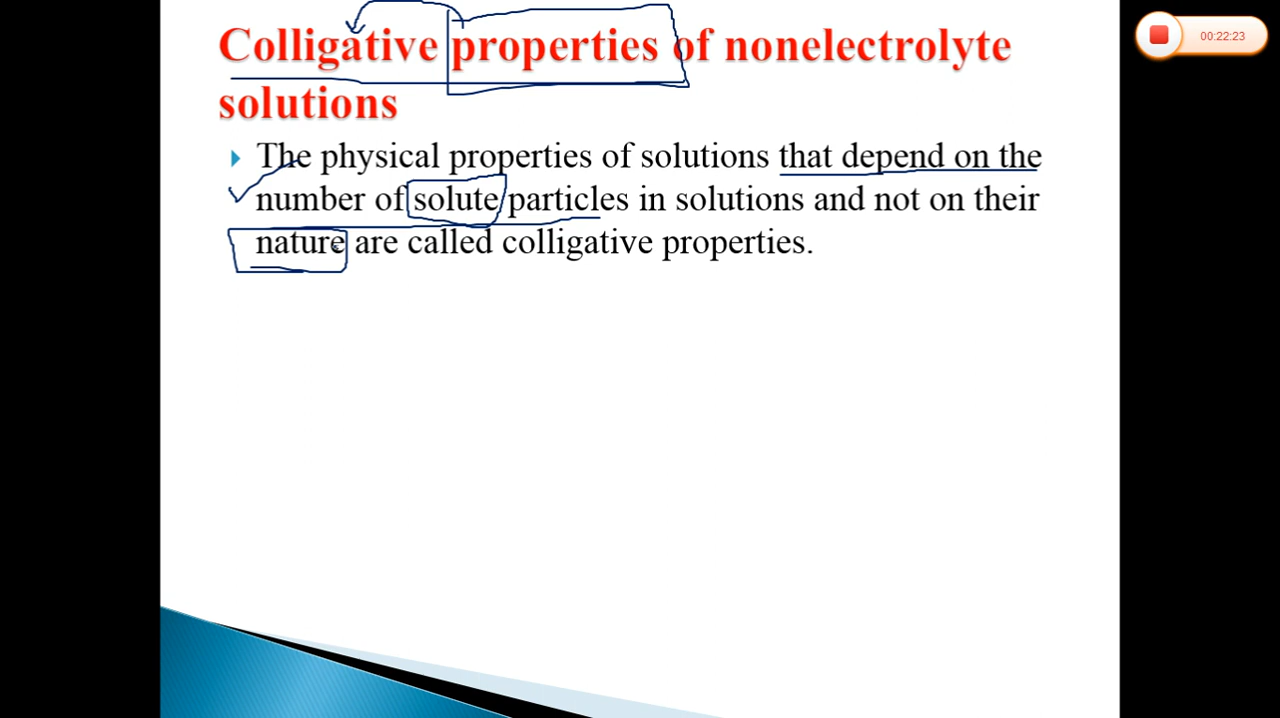 Colligative properties of nonelectrolyte
solutions
The physical properties of solutions that depend on the
number of solute particles in solutions and not on their
nature are called colligative properties.
00:22:23